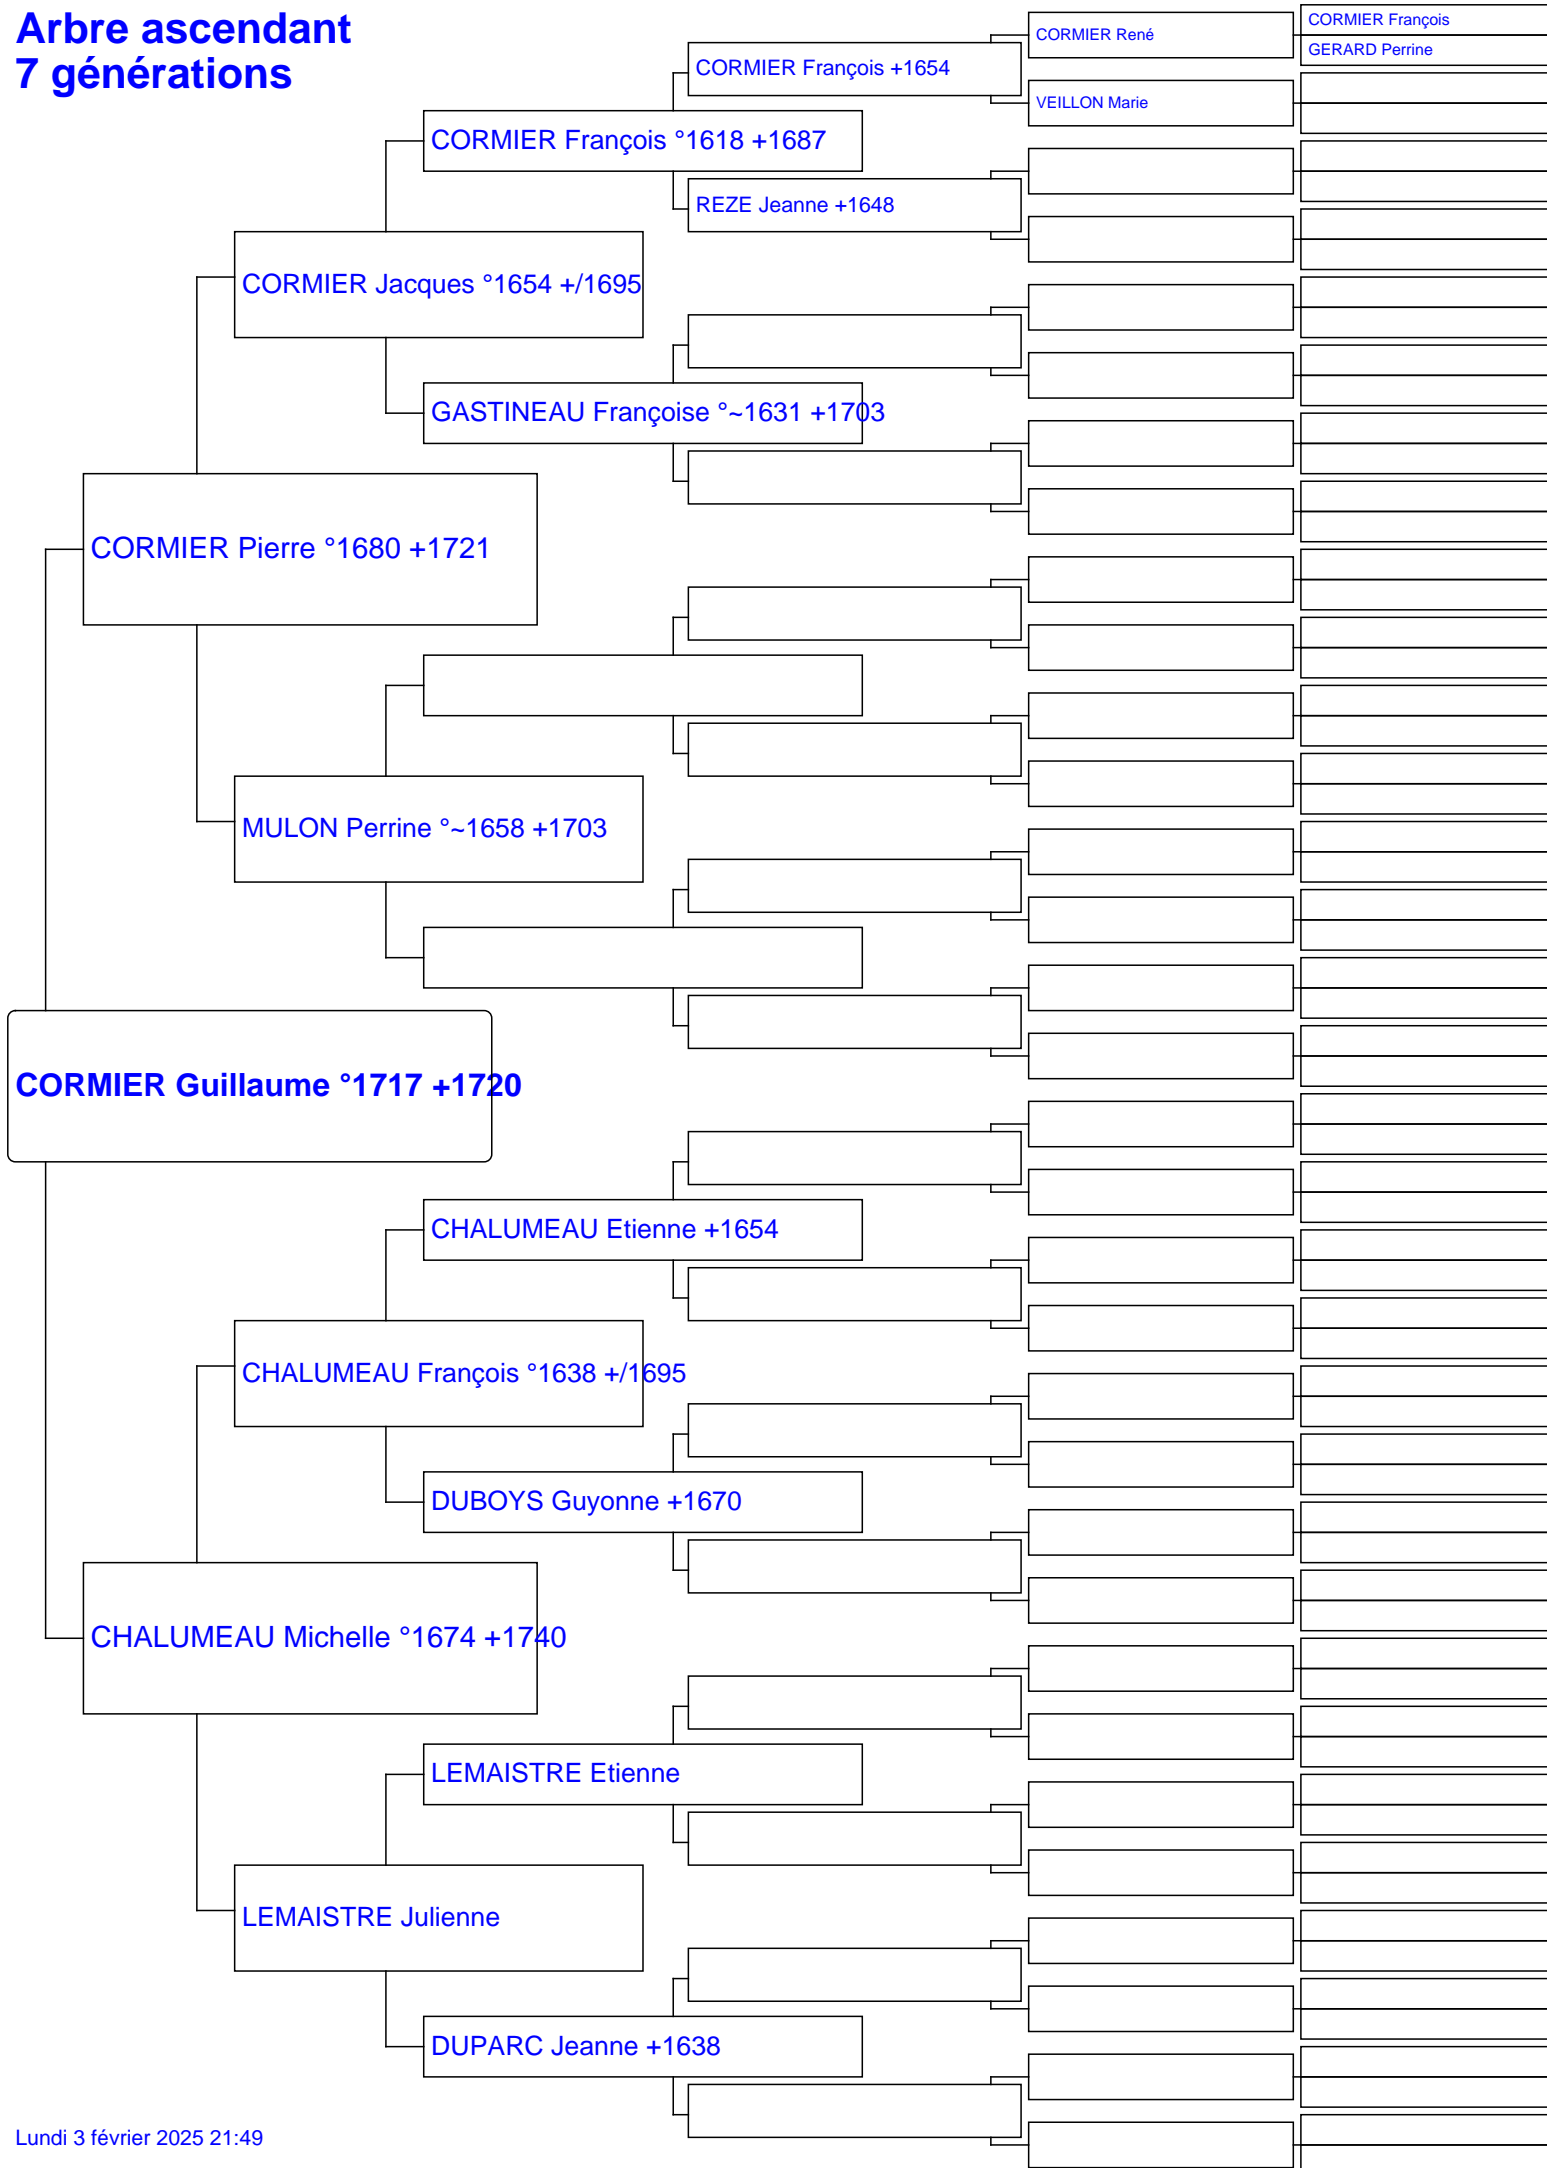 Arbre ascendant
7 générations
CORMIER François
CORMIER René
GERARD Perrine
CORMIER François +1654
VEILLON Marie
CORMIER François °1618 +1687
REZE Jeanne +1648
CORMIER Jacques °1654 +/1695
GASTINEAU Françoise °~1631 +1703
CORMIER Pierre °1680 +1721
MULON Perrine °~1658 +1703
CORMIER Guillaume °1717 +1720
CHALUMEAU Etienne +1654
CHALUMEAU François °1638 +/1695
DUBOYS Guyonne +1670
CHALUMEAU Michelle °1674 +1740
LEMAISTRE Etienne
LEMAISTRE Julienne
DUPARC Jeanne +1638
Lundi 3 février 2025 21:49